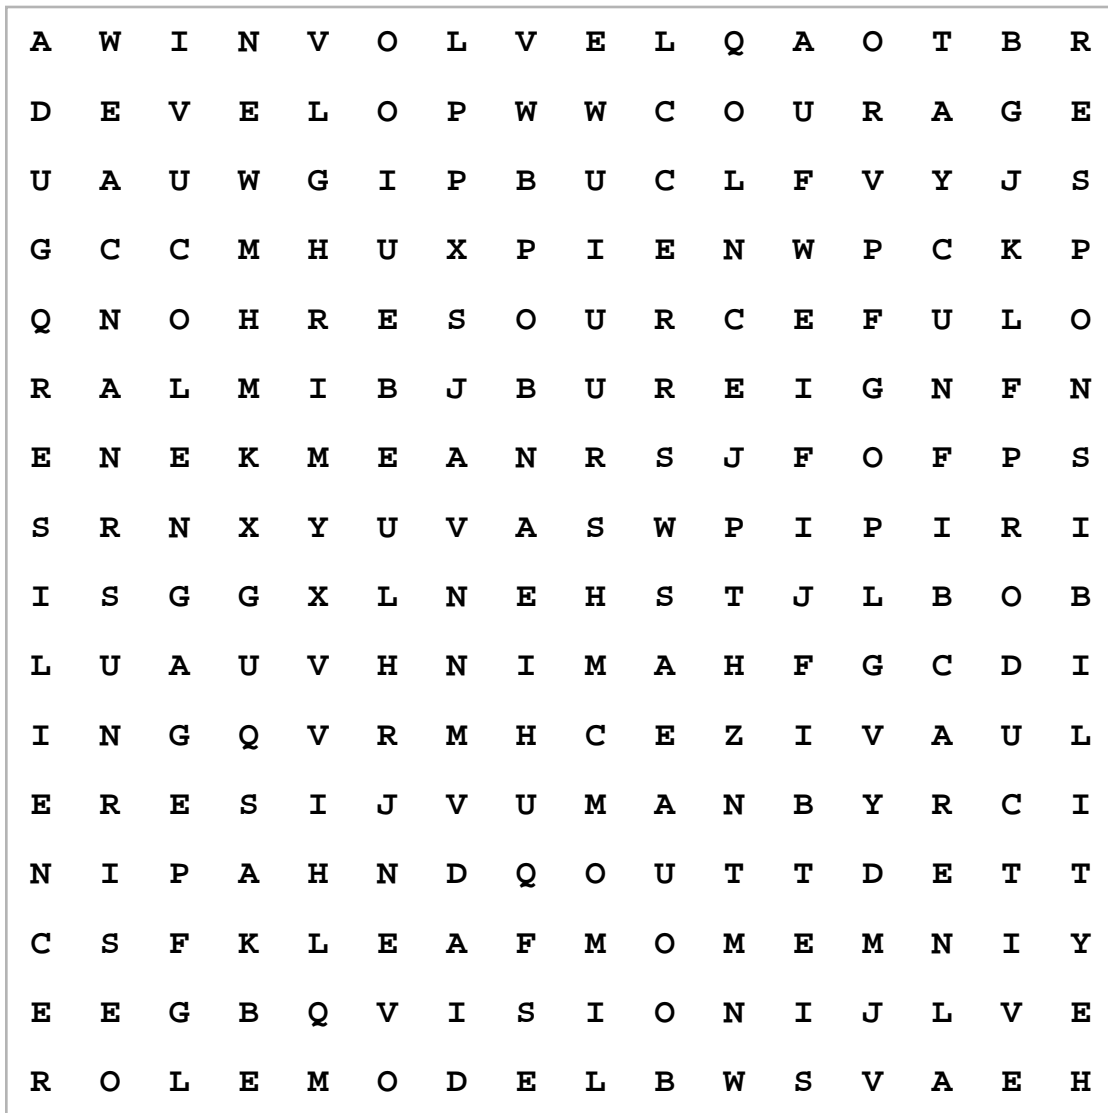 A W I N V O L V E L Q A O T B R
D E V E L O P W W C O U R A G E
U A U W G I P B U C L F V Y J S
G C C M H U X P I E N W P C K P
Q N O H R E S O U R C E F U L O
R A L M I B J B U R E I G N F N
E N E K M E A N R S J F O F P S
S R N X Y U V A S W P I P I R I
I S G G X L N E H S T J L B O B
L U A U V H N I M A H F G C D I
I N G Q V R M H C E Z I V A U L
E R E S I J V U M A N B Y R C I
N I P A H N D Q O U T T D E T T
C S F K L E A F M O M E M N I Y
E E G B Q V I S I O N I J L V E
R O L E M O D E L B W S V A E H